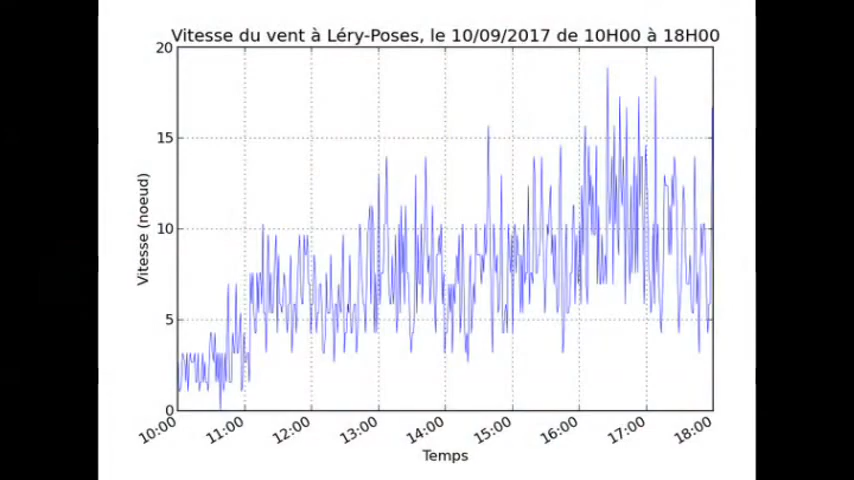 Vitesse du vent à Léry-Poses, le 10/09/2017 de 10H00 à 18H00
20
15
10
5
0
Vitesse (noeud)
10:00 11:00 12:00 13:00 14:00 15:00 16:00 17:00 18:00
Temps